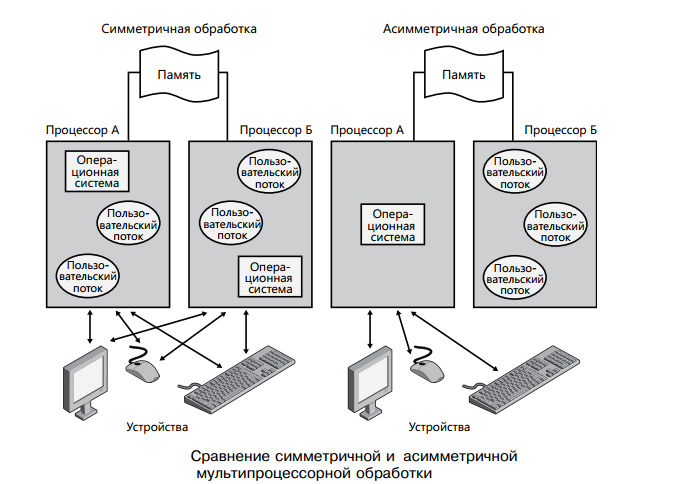 Симметричная обработка
Память
Процессор А
Процессор Б
Опера-
ционная
система
Пользо-
вательский
поток
Пользо-
вательский
поток
Пользо-
вательский
поток
Пользо-
вательский
поток
Опера-
ционная
система
Устройства
Асимметричная обработка
Память
Процессор А
Процессор Б
Опера-
ционная
система
Пользо-
вательский
поток
Пользо-
вательский
поток
Пользо-
вательский
поток
Устройства
Сравнение симметричной и асимметричной
мультипроцессорной обработки